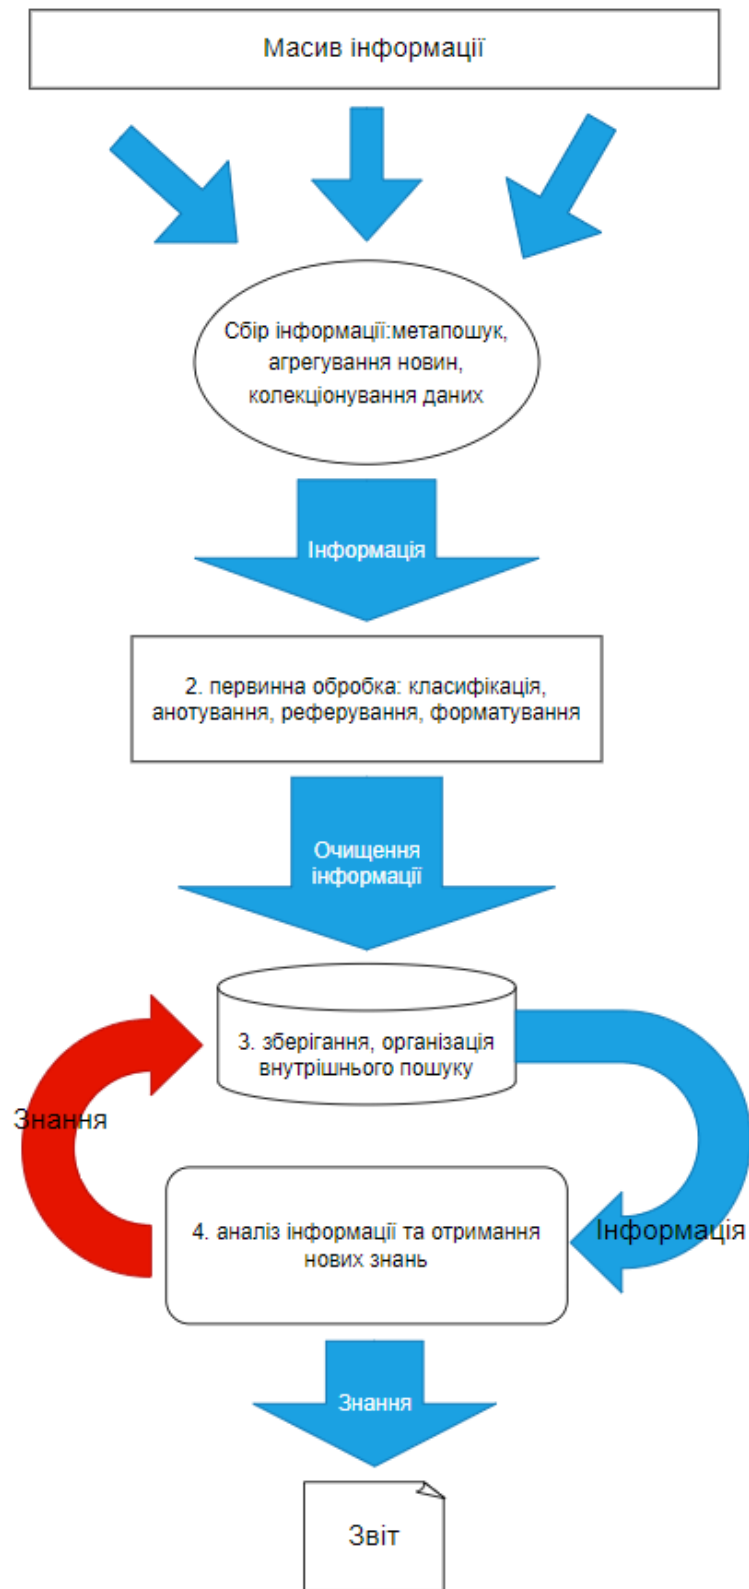 Масив інформації
Сбір інформації:метапошук,
агрегування новин,
колекціонування даних
Інформація
2. первинна обробка: класифікація,
анотування, реферування, форматування
Очищення
інформації
3. зберігання, організація
внутрішнього пошуку
Знання
4. аналіз інформації та отримання
нових знань
Інформація
Знання
Звіт